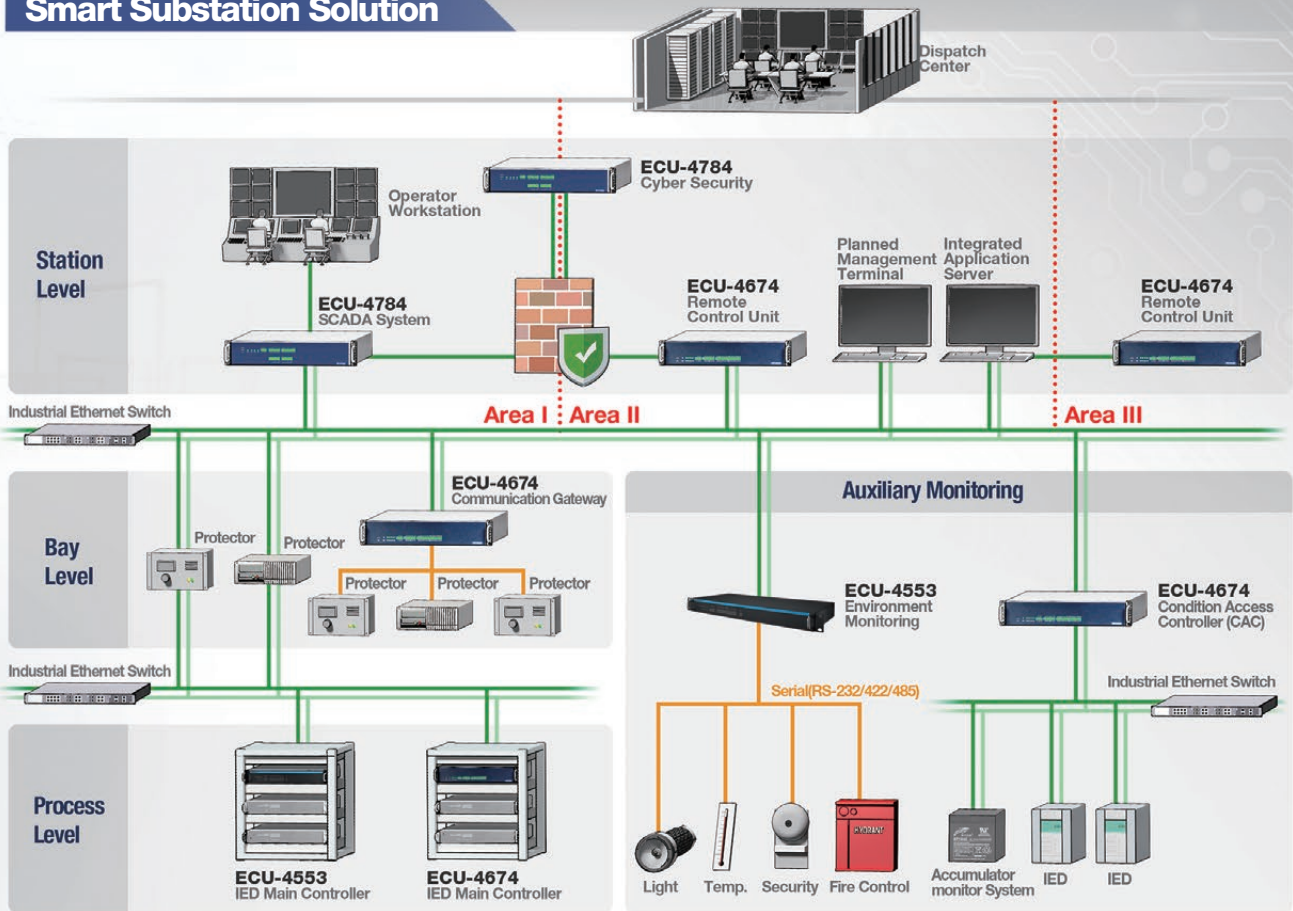 Smart Substation Solution
Dispatch
Center
ECU-4784
Cyber Security
Operator
Workstation
Station
Level
ECU-4784
SCADA System
ECU-4674
Remote
Control Unit
Planned
Management
Terminal
Integrated
Application
Server
ECU-4674
Remote
Control Unit
Industrial Ethernet Switch
Area I
Area II
Area III
Bay
Level
ECU-4674
Communication Gateway
Protector
Protector
Protector
Protector
Protector
Auxiliary Monitoring
ECU-4553
Environment
Monitoring
ECU-4674
Condition Access
Controller (CAC)
Industrial Ethernet Switch
Serial(RS-232/422/485)
Industrial Ethernet Switch
Process
Level
ECU-4553
IED Main Controller
ECU-4674
IED Main Controller
HYDRANT
Light
Temp.
Security
Fire Control
Accumulator
monitor System
IED
IED